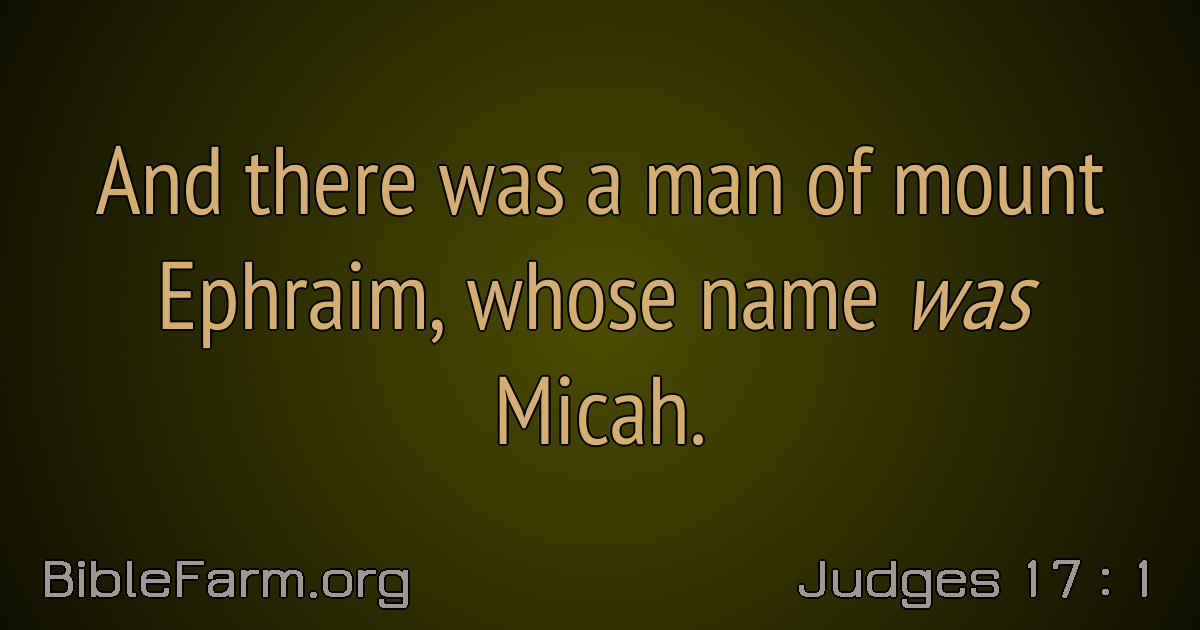 And there was a man of mount
Ephraim, whose name was
Micah.
BibleFarm.org
Judges 17 : 1